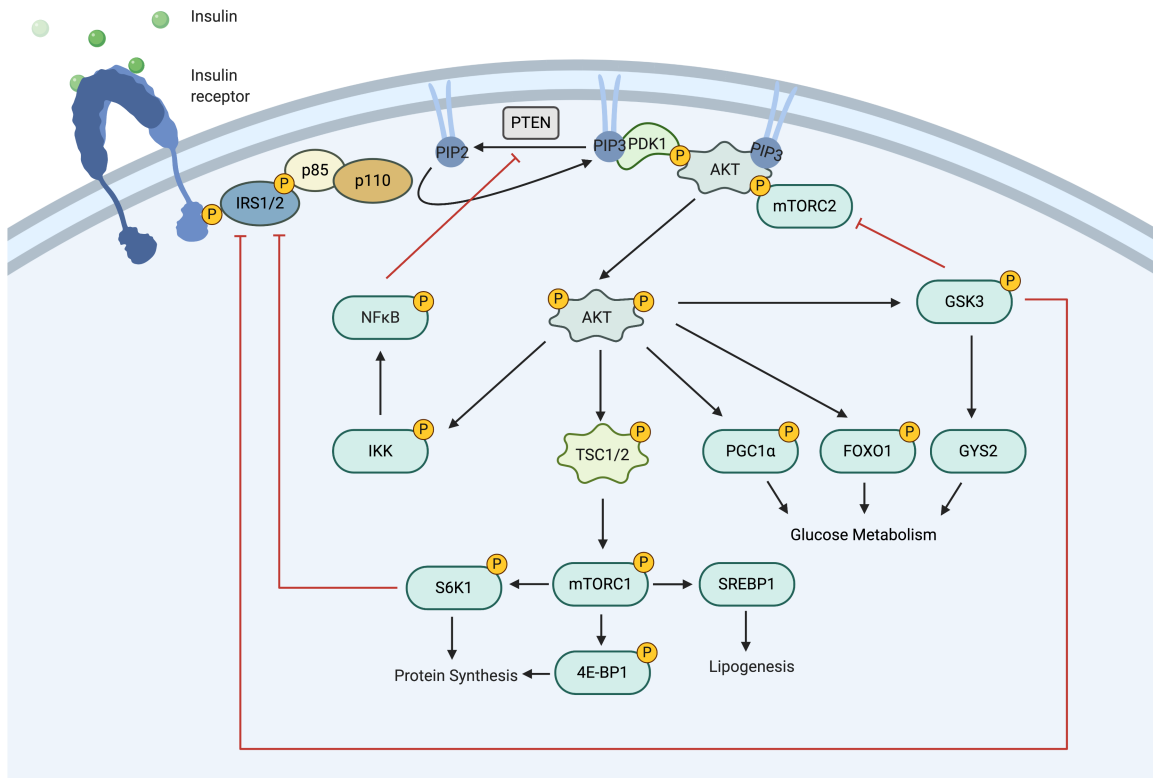 Insulin
Insulin
receptor
PTEN
PIP2
PIP3
PDK1
P
AKT
PIP3
P
mTORC2
p85
p110
P
IRS1/2
P
NFκB
P
P
AKT
P
GSK3
P
IKK
P
TSC1/2
P
PGC1α
P
FOXO1
P
GYS2
Glucose Metabolism
S6K1
P
mTORC1
P
SREBP1
Protein Synthesis
4E-BP1
P
Lipogenesis